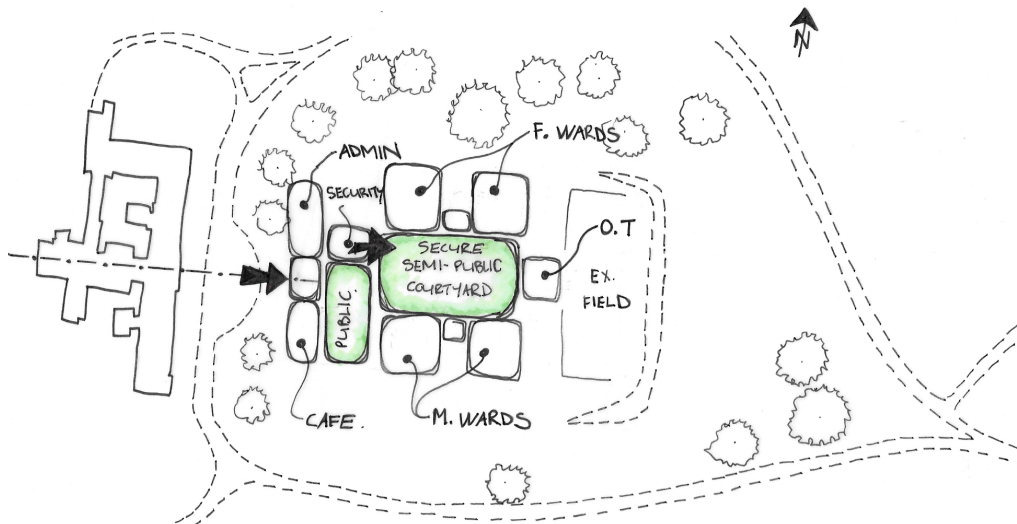 N
F. WARDS
ADMIN
SECURITY
O.T
SECURE
SEMI-PUBLIC
COURTYARD
EX.
FIELD
PUBLIC.
CAFE.
M. WARDS